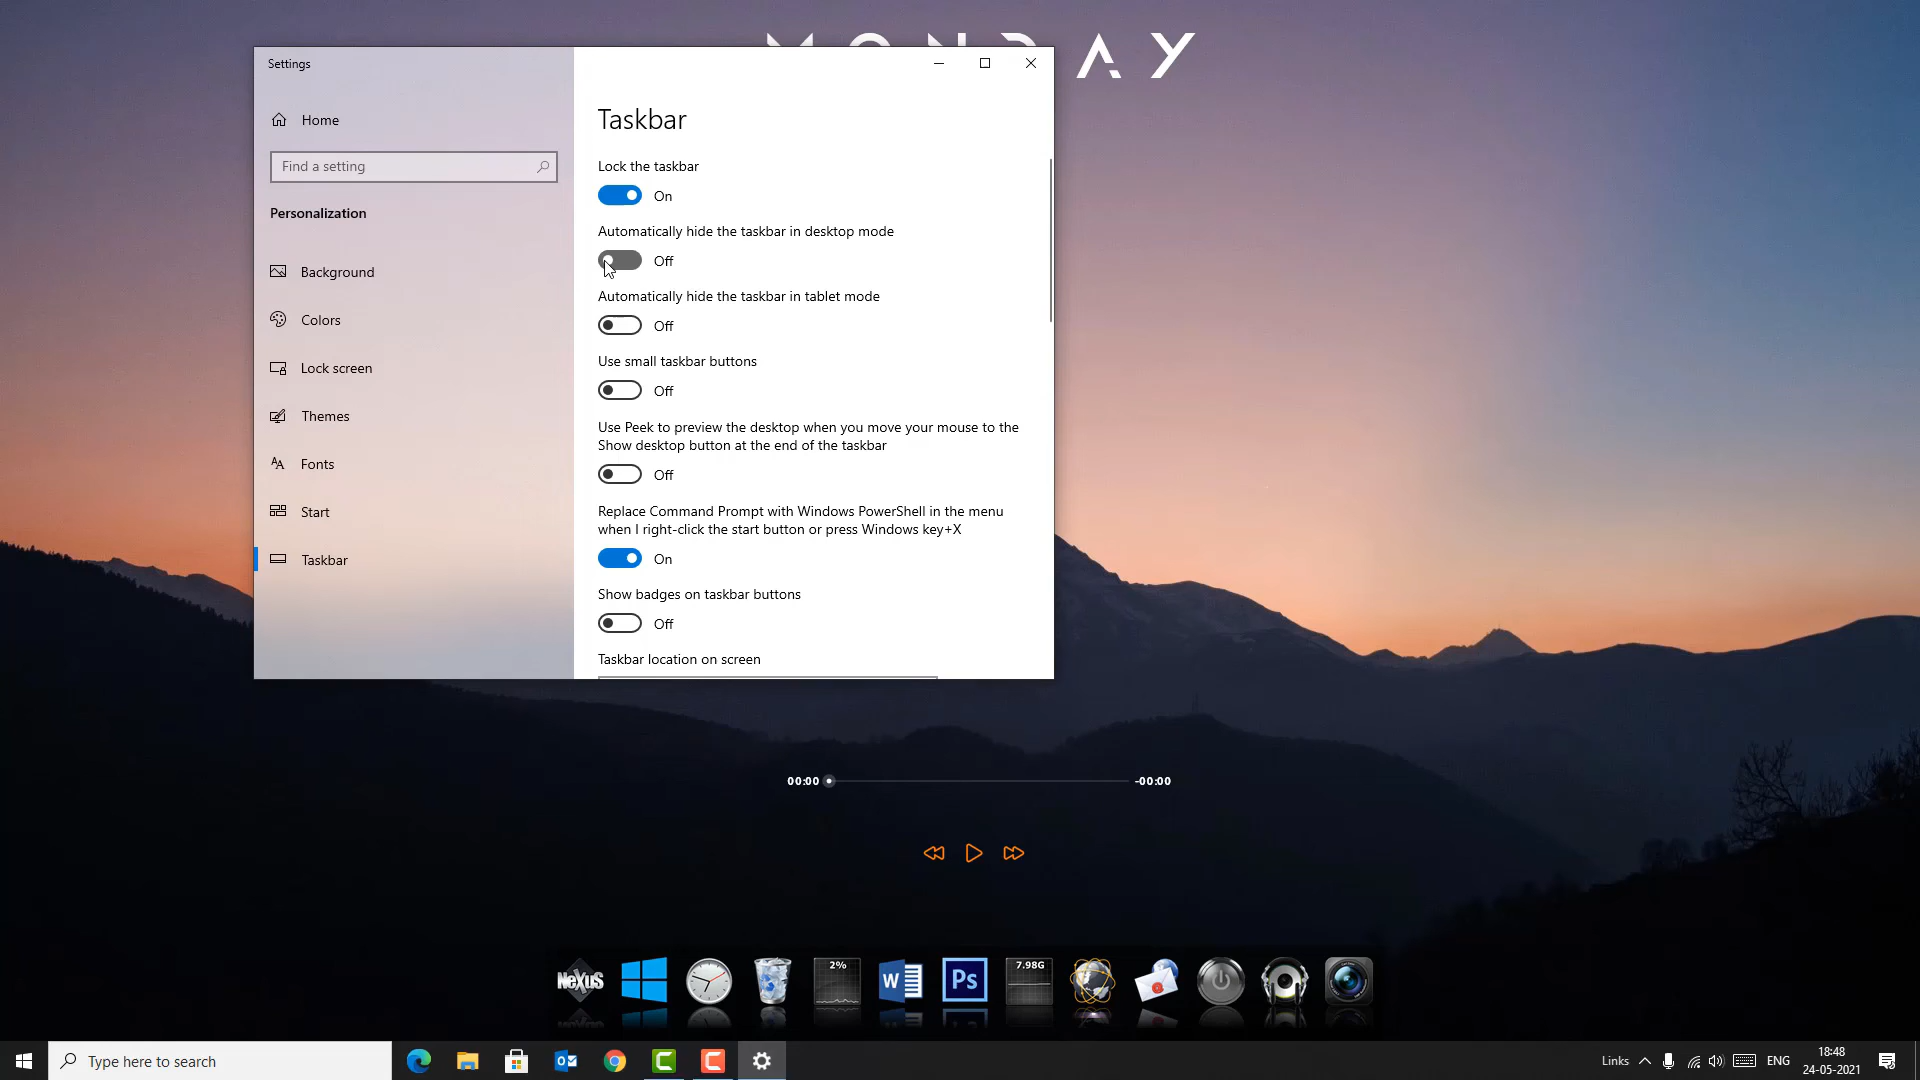 MONDAY
Settings
Home
Find a setting
Personalization
Background
Colors
Lock screen
Themes
Fonts
Start
Taskbar
Taskbar
Lock the taskbar
On
Automatically hide the taskbar in desktop mode
Off
Automatically hide the taskbar in tablet mode
Off
Use small taskbar buttons
Off
Use Peek to preview the desktop when you move your mouse to the
Show desktop button at the end of the taskbar
Off
Replace Command Prompt with Windows PowerShell in the menu
when I right-click the start button or press Windows key+X
On
Show badges on taskbar buttons
Off
Taskbar location on screen
00:00
-00:00
NeXuS
2%
W
Ps
7.98G
Type here to search
Links
ENG
18:48
24-05-2021